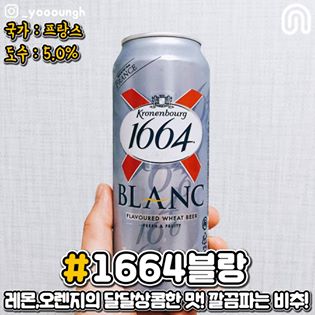 _yoooungh
국가 : 프랑스
도수 : 5.0%
FRANCE
Kronenbourg
1664
BLANC
FLAVOURED WHEAT BEER
FRESH & FRUITY
#1664블랑
레몬,오렌지의 달달상콤한 맛! 깔끔파는 비추!